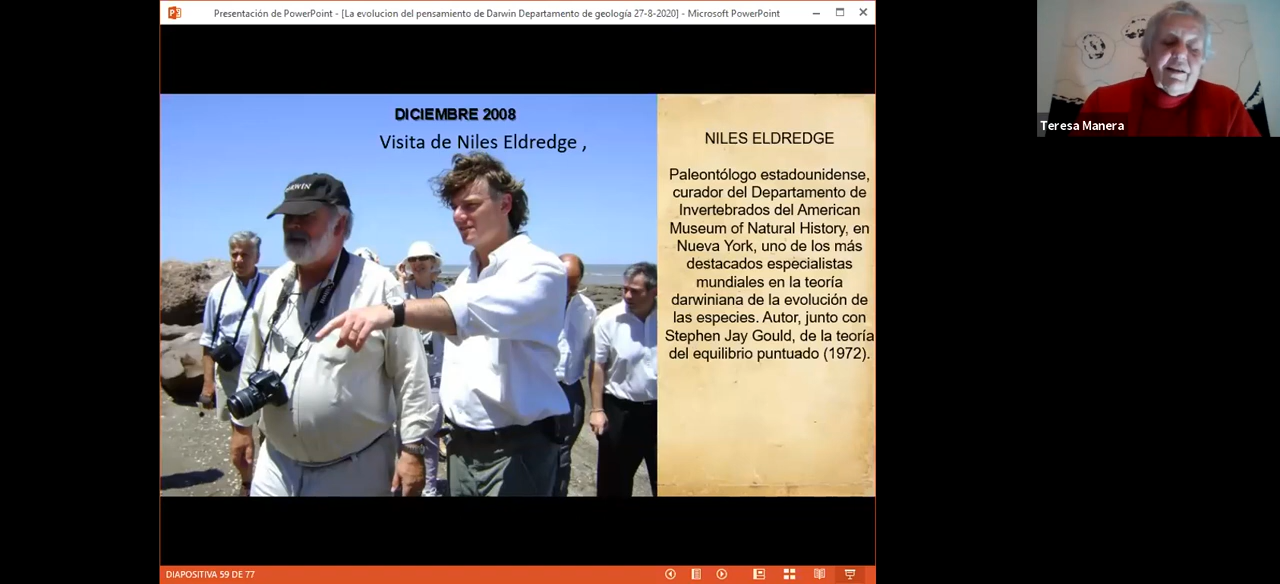 Presentación de PowerPoint - [La evolucion del pensamiento de Darwin Departamento de geología 27-8-2020] - Microsoft PowerPoint
DICIEMBRE 2008
Visita de Niles Eldredge ,
DARWIN
NILES ELDREDGE
Paleontólogo estadounidense,
curador del Departamento de
Invertebrados del American
Museum of Natural History, en
Nueva York, uno de los más
destacados especialistas
mundiales en la teoría
darwiniana de la evolución de
las especies. Autor, junto con
Stephen Jay Gould, de la teoría
del equilibrio puntuado (1972).
Teresa Manera
DIAPOSITIVA 59 DE 77